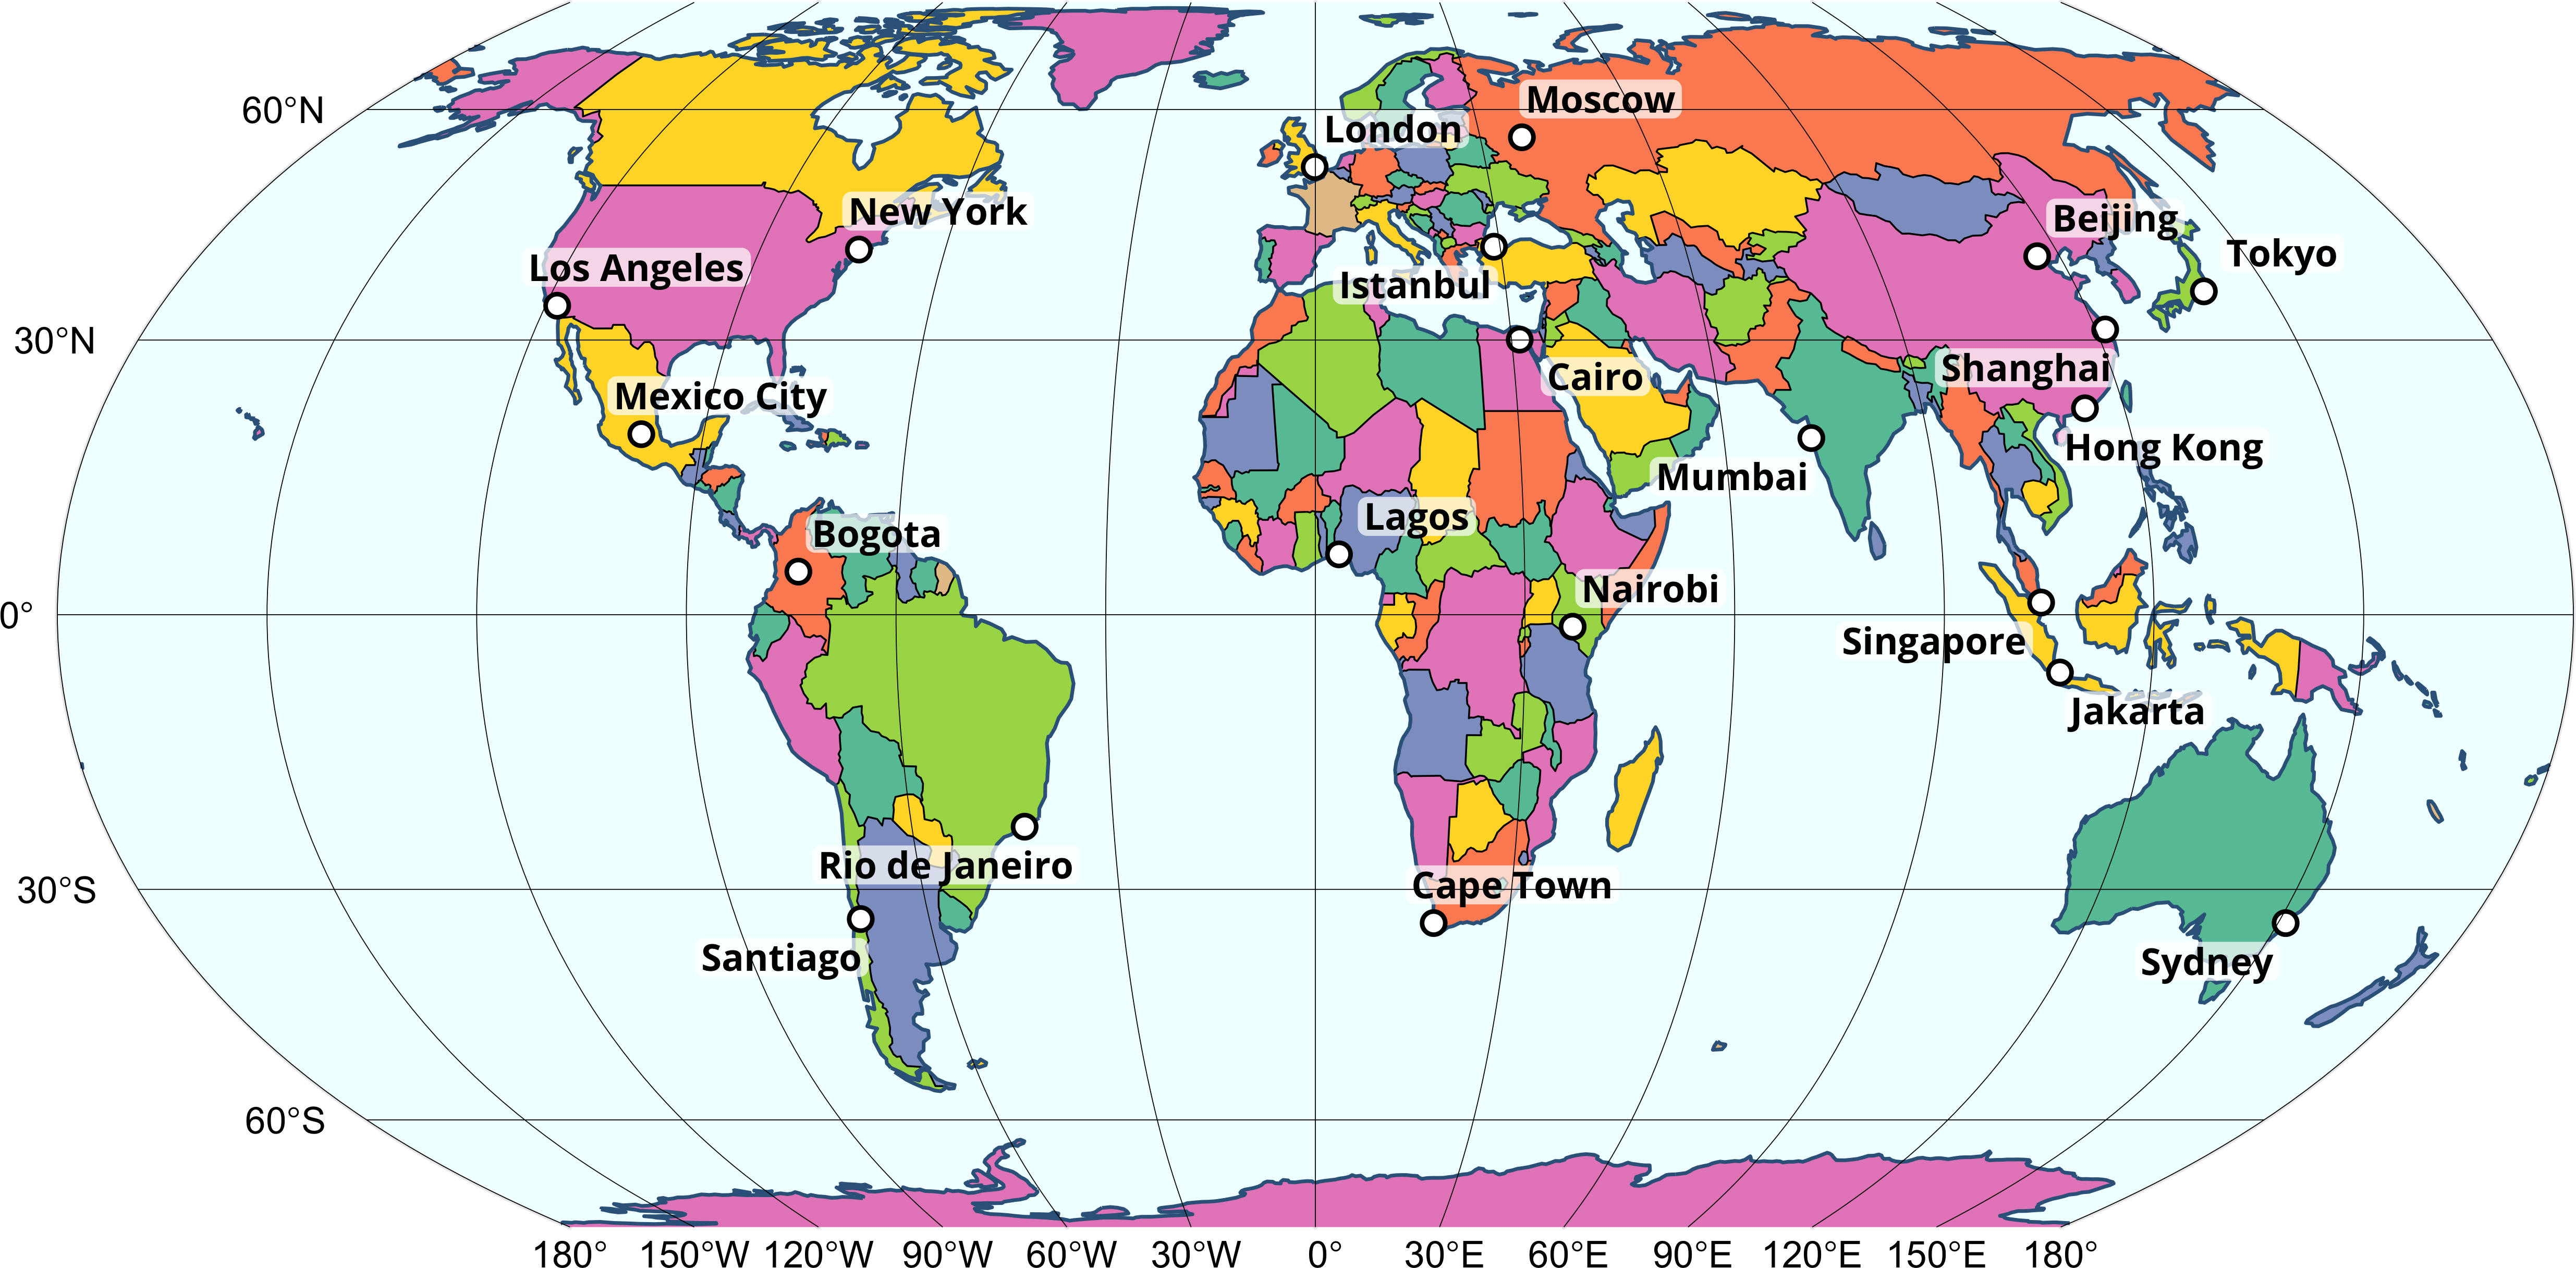 60°N
Moscow
London
New York
Beijing
Los Angeles
Tokyo
Istanbul
30°N
Shanghai
Cairo
Mexico City
Hong Kong
Mumbai
Lagos
Bogota
Nairobi
0°
Singapore
Jakarta
Rio de Janeiro
Cape Town
30°S
Santiago
Sydney
60°S
180° 150°W 120°W 90°W 60°W 30°W 0° 30°E 60°E 90°E 120°E 150°E 180°